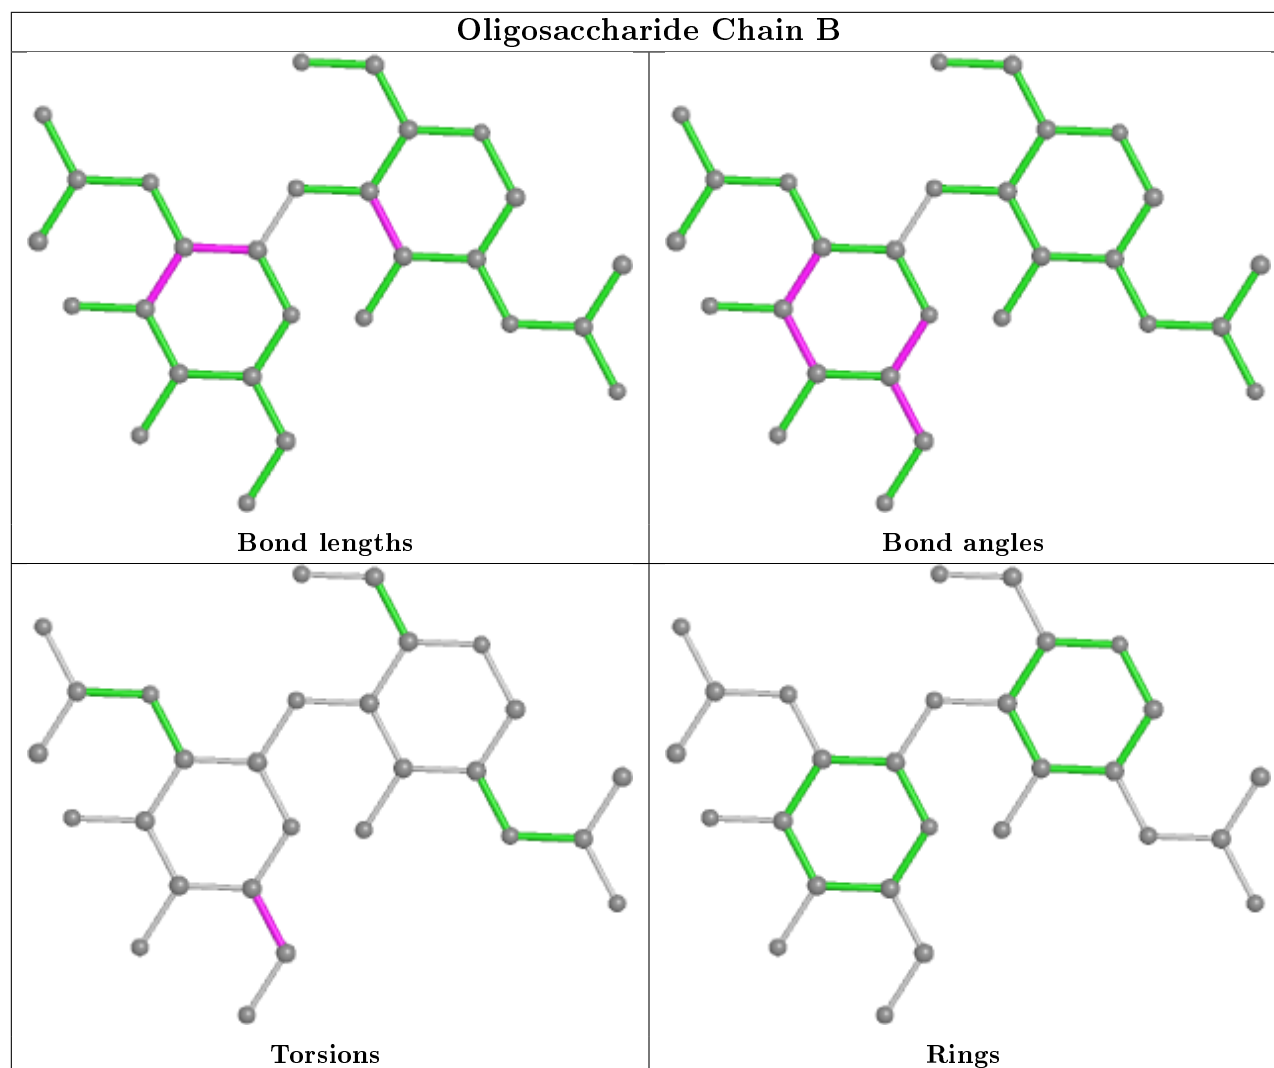 Oligosaccharide Chain B
Bond lengths
Bond angles
Torsions
Rings